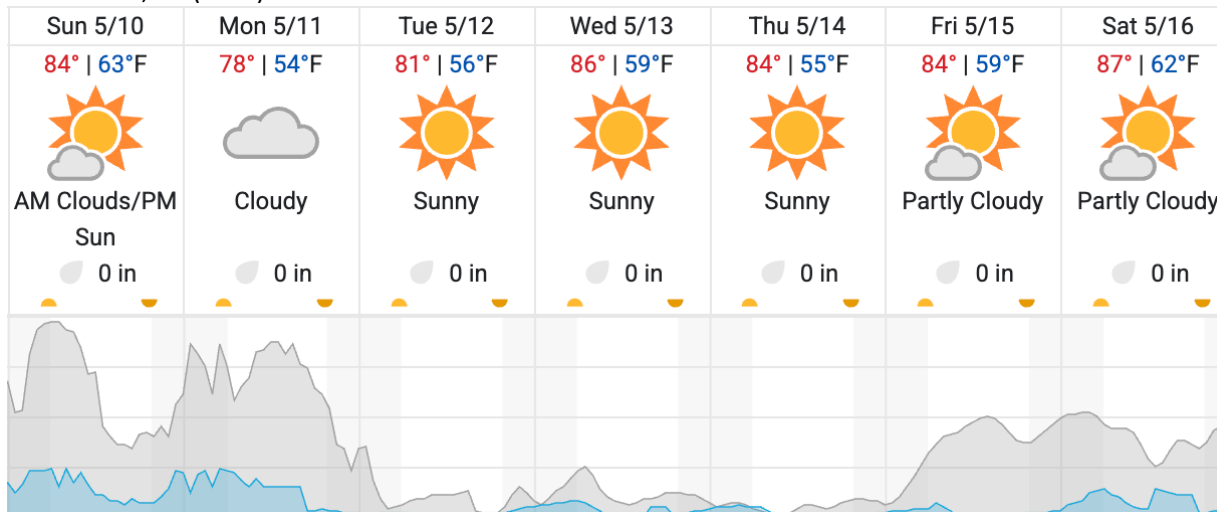 Sun 5/10 Mon 5/11 Tue 5/12 Wed 5/13 Thu 5/14 Fri 5/15 Sat 5/16
84° | 63°F 78° | 54°F 81° | 56°F 86° | 59°F 84° | 55°F 84° | 59°F 87° | 62°F
AM Clouds/PM Cloudy Sunny Sunny Sunny Partly Cloudy Partly Cloudy
Sun
0 in 0 in 0 in 0 in 0 in 0 in 0 in